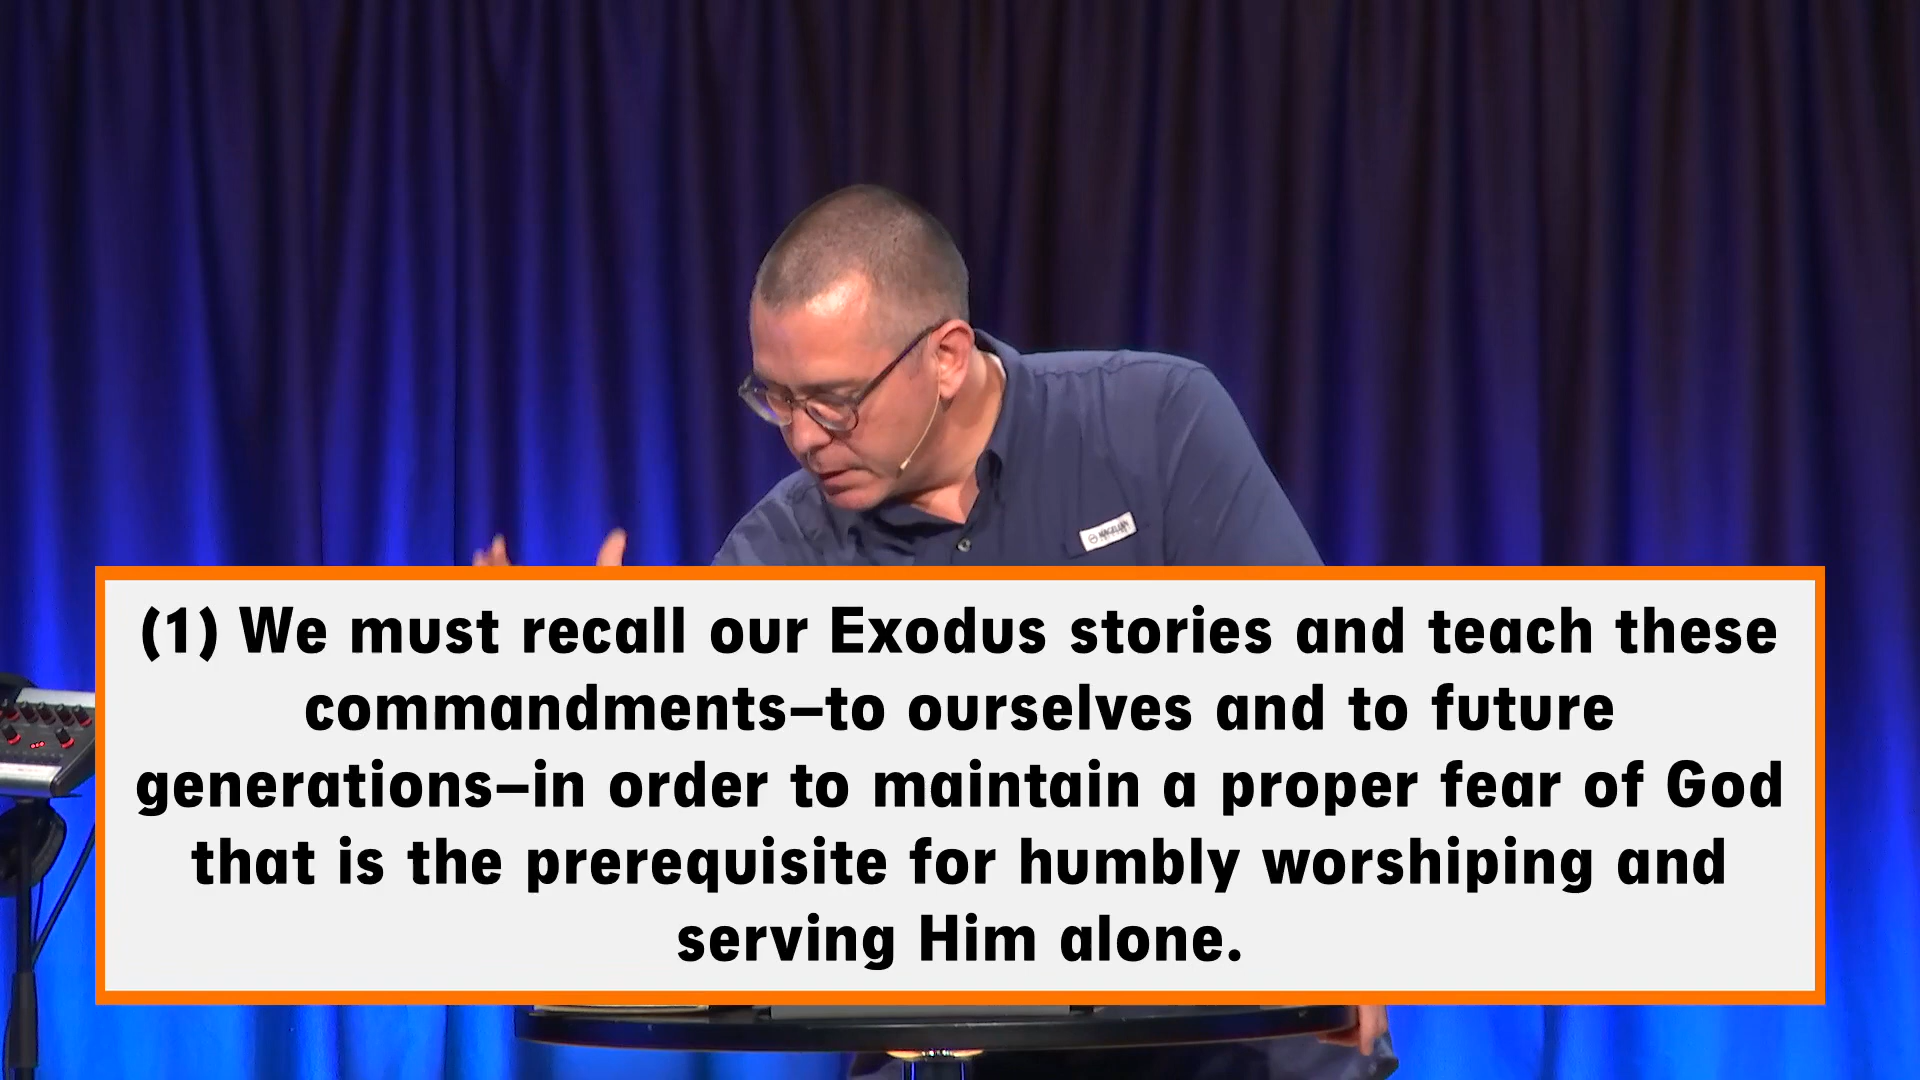 MAGELLAN
(1) We must recall our Exodus stories and teach these
commandments–to ourselves and to future
generations–in order to maintain a proper fear of God
that is the prerequisite for humbly worshiping and
serving Him alone.